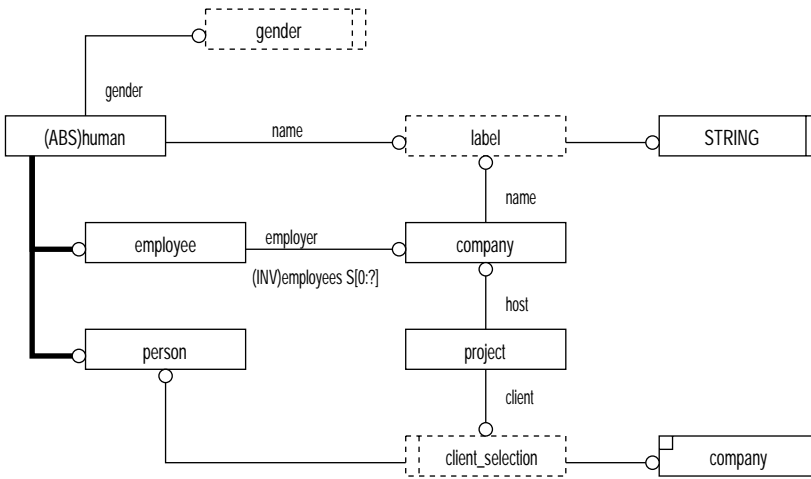 gender
gender
(ABS)human
name
label
STRING
name
employee
employer
company
(INV)employees S[0:?]
host
person
project
client
client_selection
company